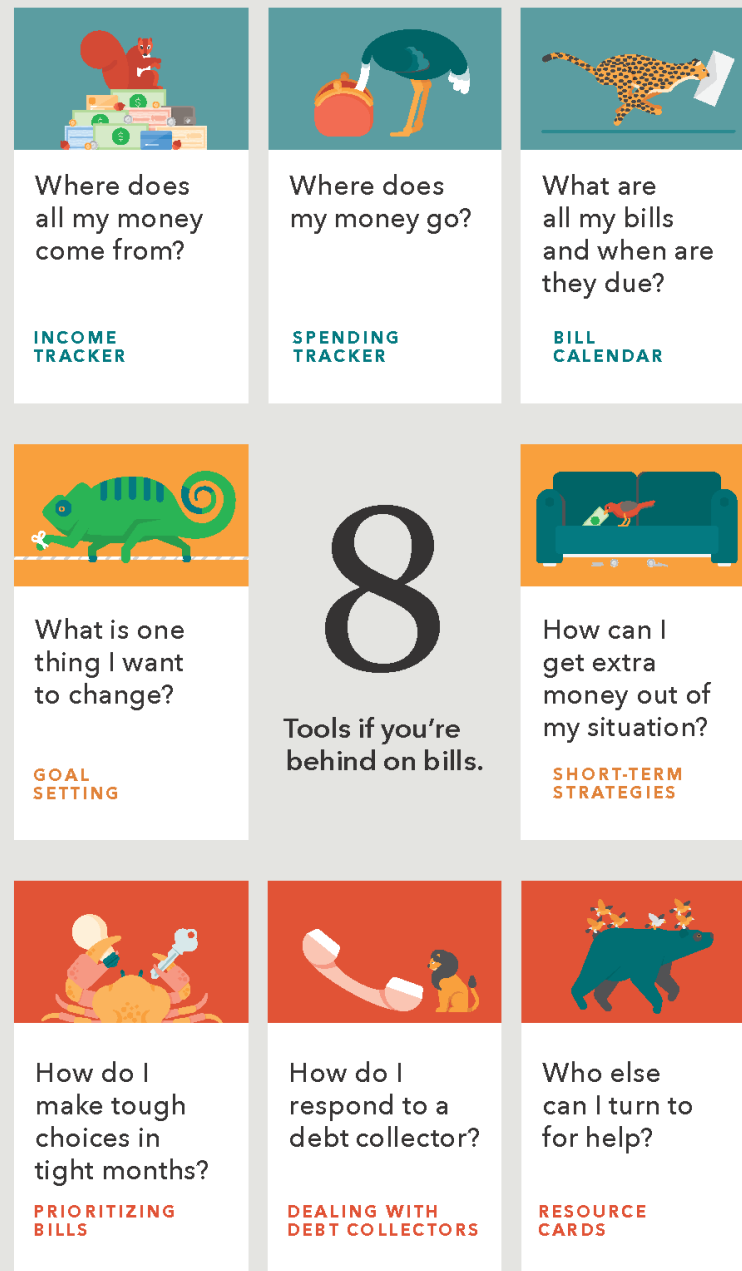 Where does
all my money
come from?
INCOME
TRACKER
Where does
my money go?
SPENDING
TRACKER
What are
all my bills
and when are
they due?
BILL
CALENDAR
What is one
thing I want
to change?
GOAL
SETTING
8
Tools if you're
behind on bills.
How can I
get extra
money out of
my situation?
SHORT-TERM
STRATEGIES
How do I
make tough
choices in
tight months?
PRIORITIZING
BILLS
How do I
respond to a
debt collector?
DEALING WITH
DEBT COLLECTORS
Who else
can I turn to
for help?
RESOURCE
CARDS